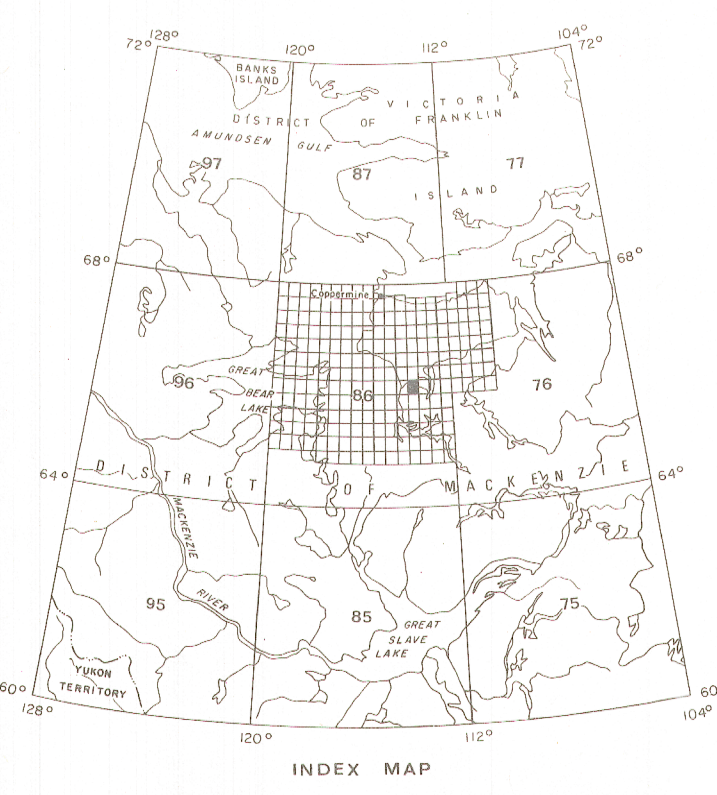 128°
120°
112°
104°
72°
72°
BANKS
ISLAND
VICTORIA
DISTRICT OF FRANKLIN
AMUNDSEN GULF
97
87
77
ISLAND
68°
68°
Coppermine
GREAT
BEAR
LAKE
96
86
76
DISTRICT OF MACKENZIE
64°
64°
MACKENZIE
RIVER
95
85
75
GREAT
SLAVE
LAKE
YUKON
TERRITORY
60°
60
128°
120°
112°
104°
INDEX MAP